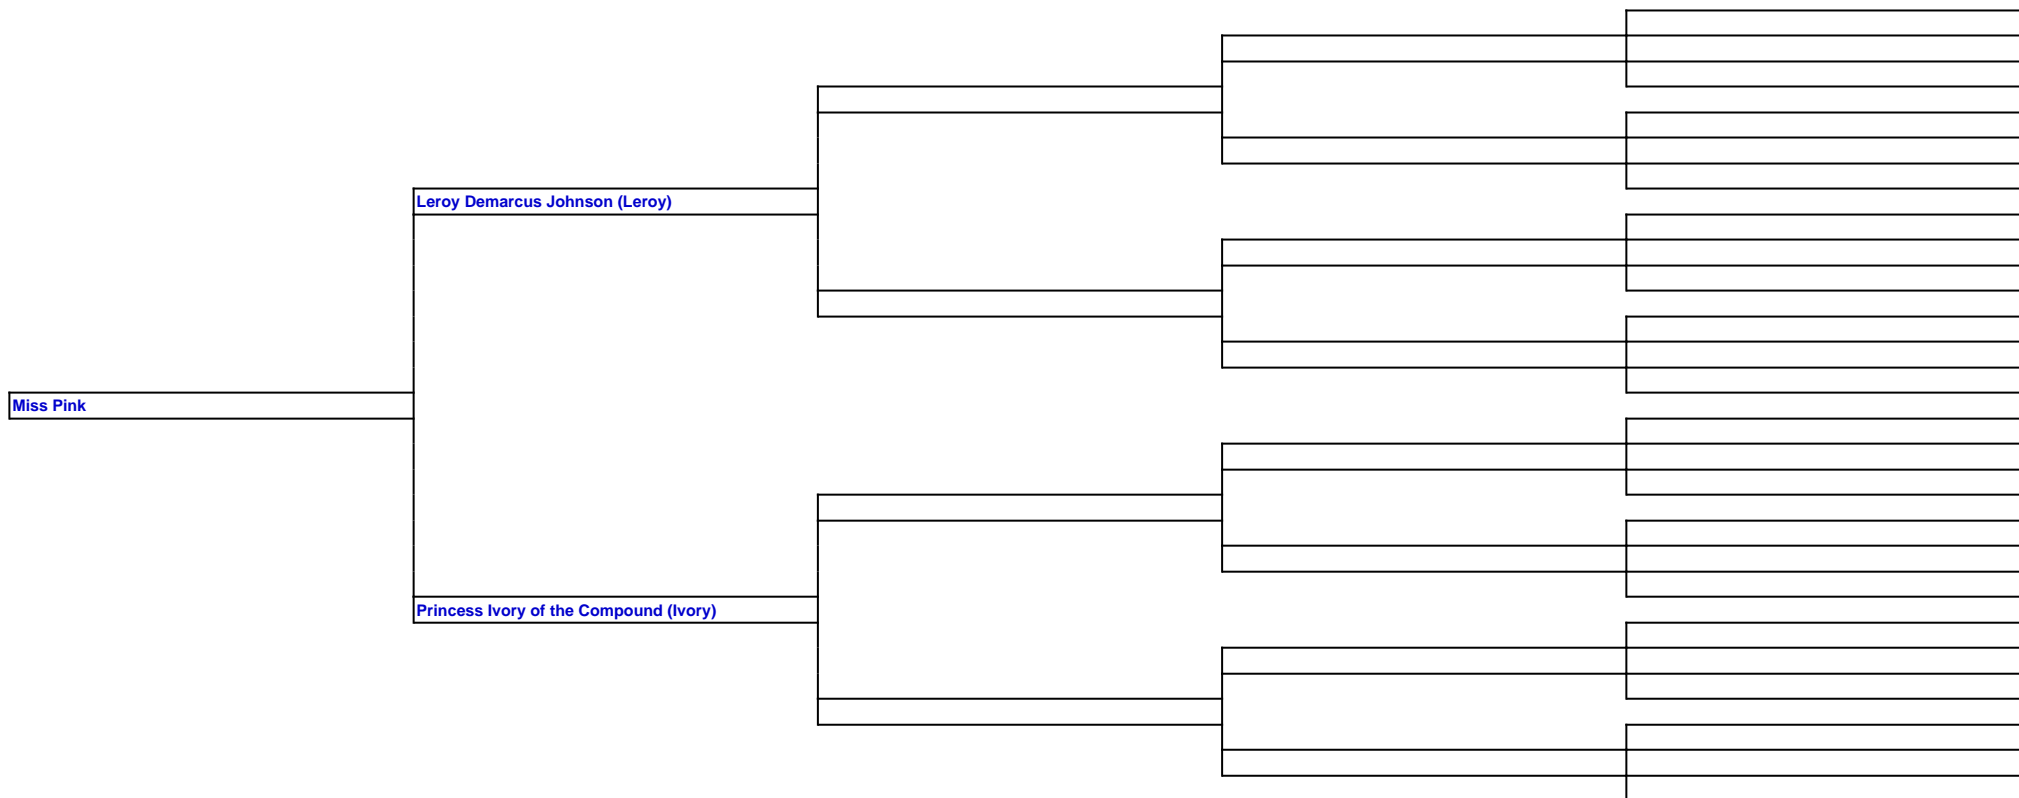 Leroy Demarcus Johnson (Leroy)
Miss Pink
Princess Ivory of the Compound (Ivory)